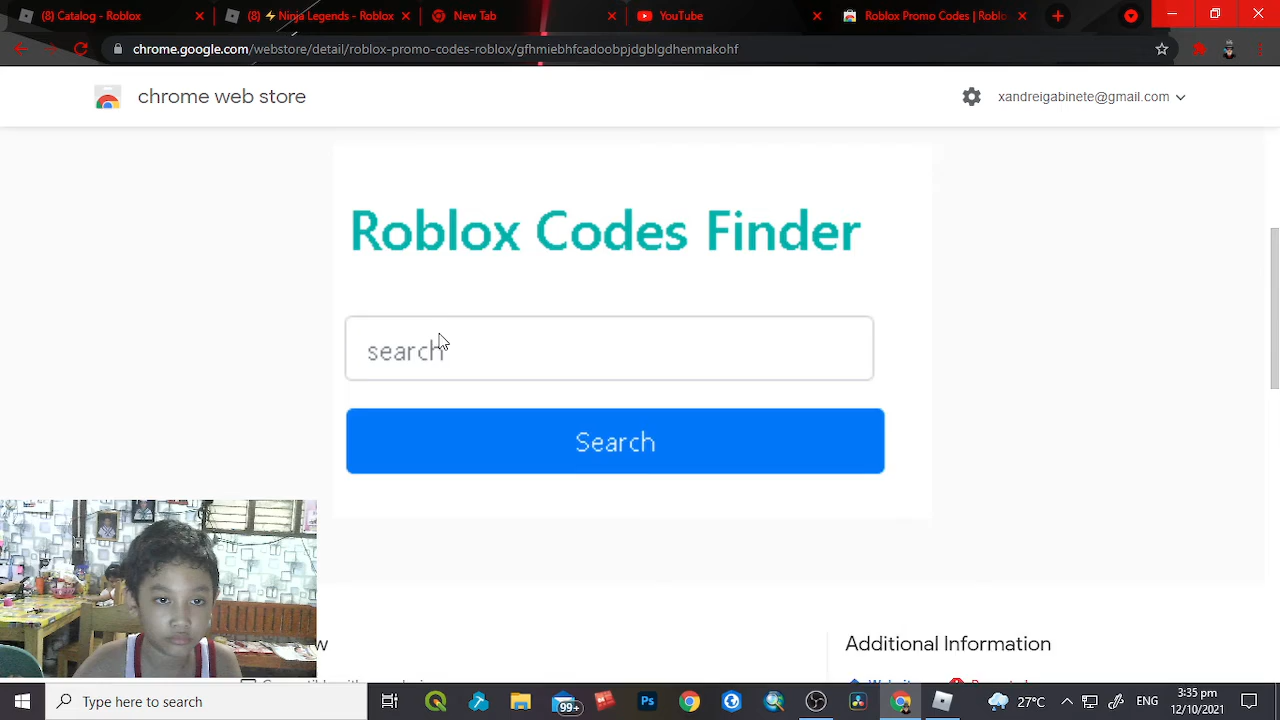 (8) Catalog - Roblox
(8) ⚡ Ninja Legends - Roblox
New Tab
YouTube
Roblox Promo Codes | Roblo
chrome.google.com/webstore/detail/roblox-promo-codes-roblox/gfhmiebhfcadoobpjdgblgdhenmakohf
chrome web store
xandreigabinete@gmail.com
Roblox Codes Finder
search
Search
Additional Information
Type here to search
Ps
99+
27°C
ENG
3:35 pm
12/10/2021